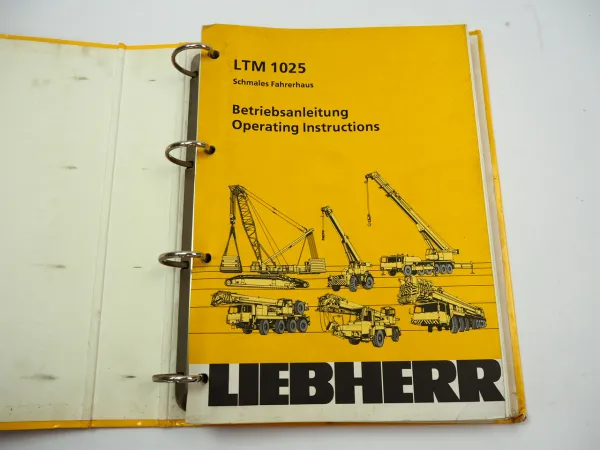 LTM 1025
Schmales Fahrerhaus
Betriebsanleitung
Operating Instructions
LIEBHERR